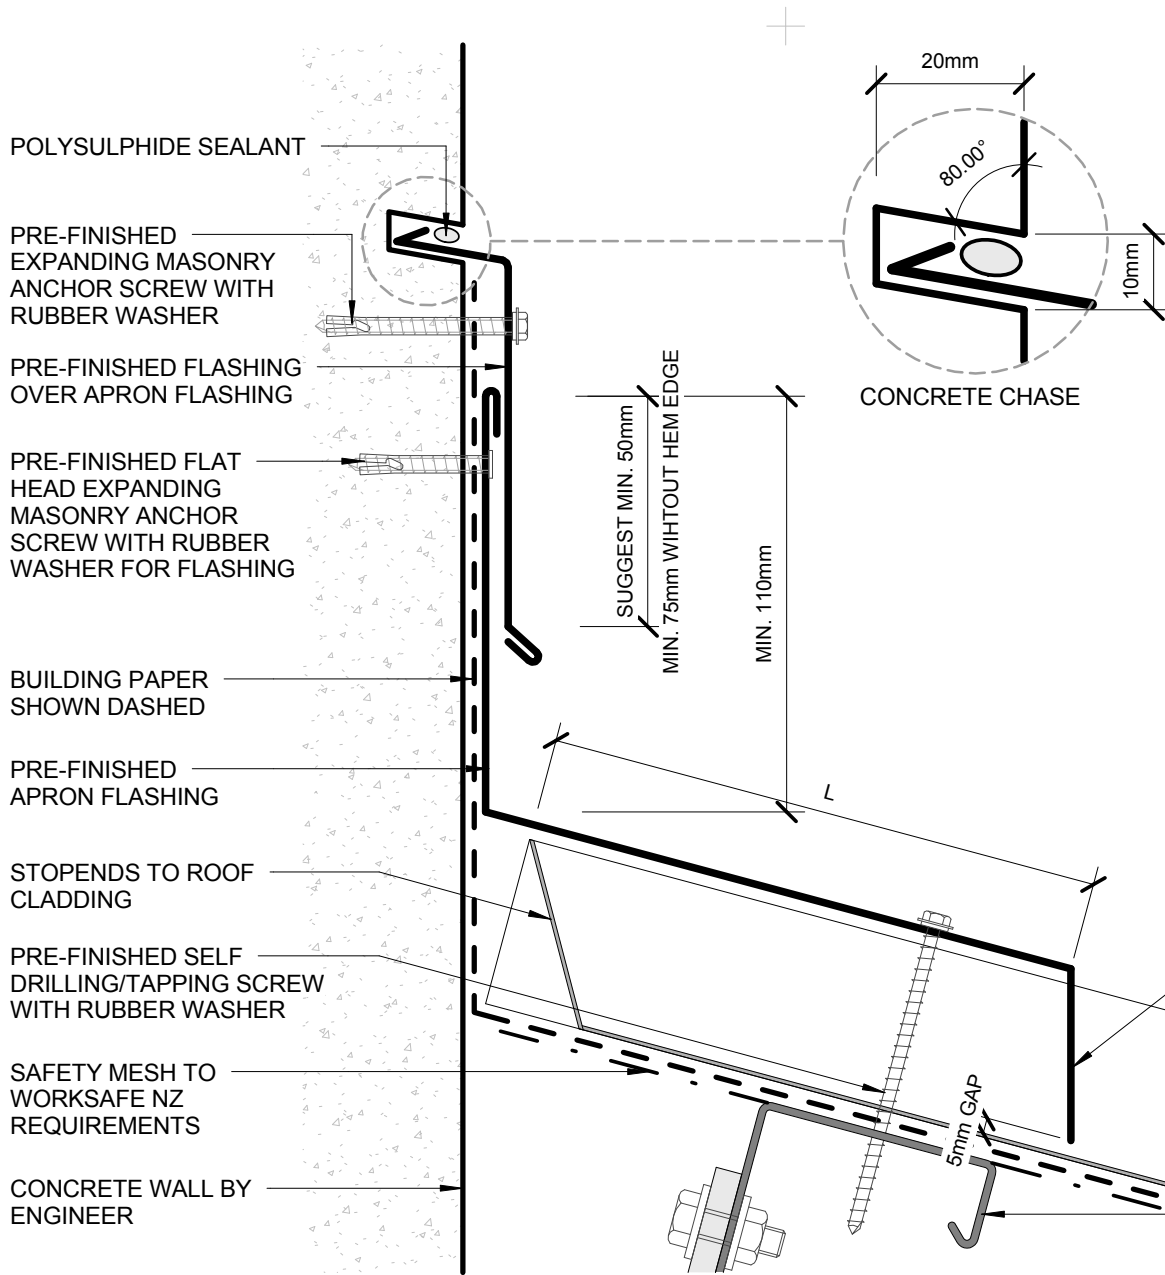 POLYSULPHIDE SEALANT
PRE-FINISHED
EXPANDING MASONRY
ANCHOR SCREW WITH
RUBBER WASHER
PRE-FINISHED FLASHING
OVER APRON FLASHING
PRE-FINISHED FLAT
HEAD EXPANDING
MASONRY ANCHOR
SCREW WITH RUBBER
WASHER FOR FLASHING
BUILDING PAPER
SHOWN DASHED
PRE-FINISHED
APRON FLASHING
STOPENDS TO ROOF
CLADDING
PRE-FINISHED SELF
DRILLING/TAPPING SCREW
WITH RUBBER WASHER
SAFETY MESH TO
WORKSAFE NZ
REQUIREMENTS
CONCRETE WALL BY
ENGINEER
20mm
80.00°
10mm
CONCRETE CHASE
SUGGEST MIN. 50mm
MIN. 75mm WIHTOUT HEM EDGE
MIN. 110mm
L
5mm GAP